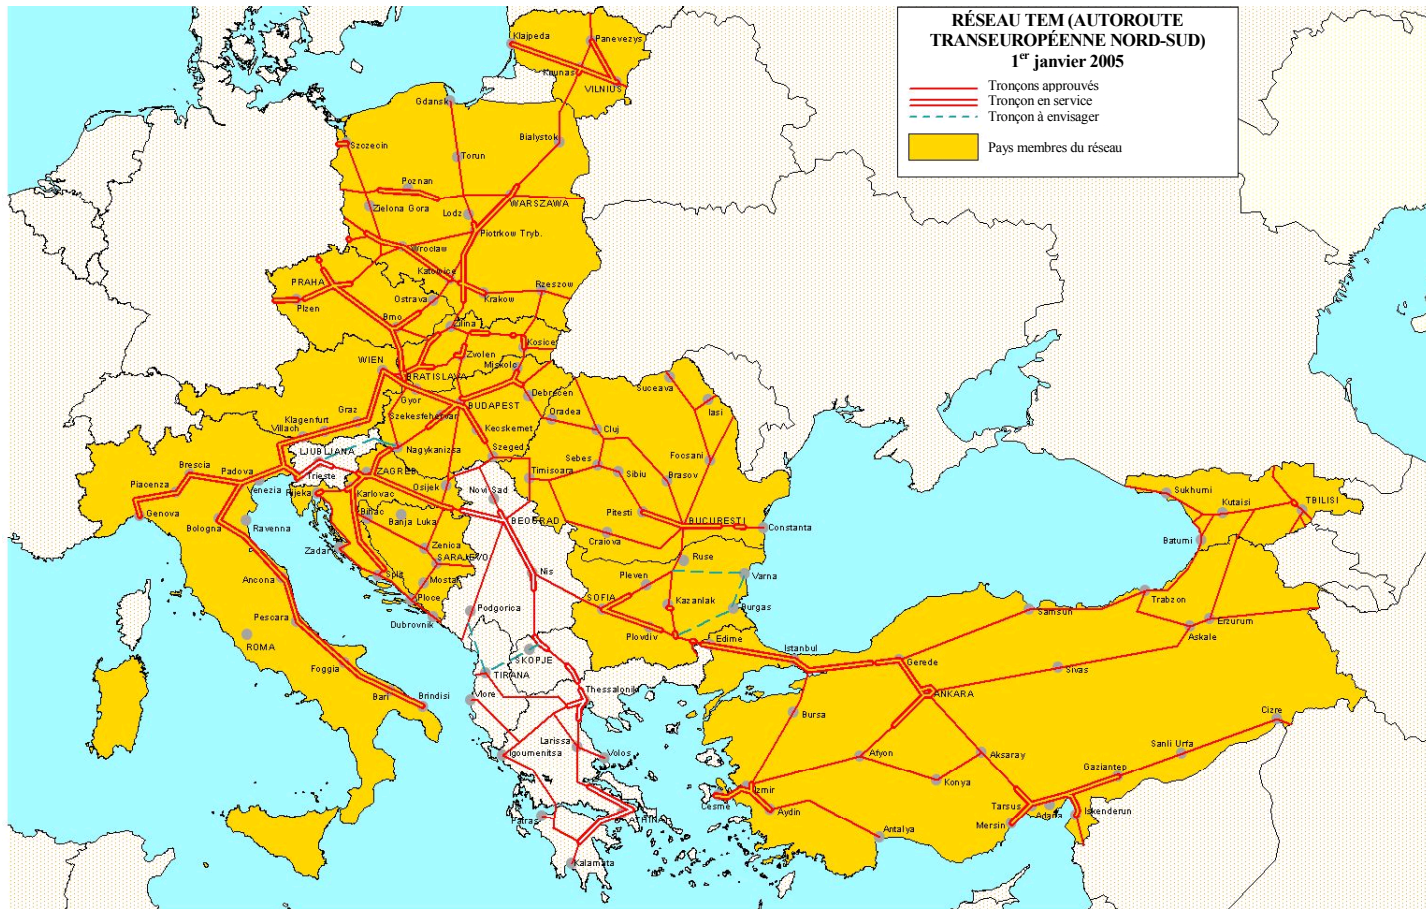 RÉSEAU TEM (AUTOROUTE
TRANSEUROPÉENNE NORD-SUD)
1er janvier 2005
Tronçons approuvés
Tronçon en service
Tronçon à envisager
Pays membres du réseau
Klajpeda
Panevezys
Kaunas
VILNIUS
Gdansk
Bialystok
Szczecin
Torun
Poznan
WARSZAWA
Zielona Gora
Lodz
Piotrkow Tryb.
Wroclaw
Katowice
PRAHA
Rzeszow
Ostrava
Krakow
Plzen
Brno
Zilina
Kosice
Zvolen
WIEN
Miskolc
BRATISLAVA
Suceava
Gyor
Debrecen
Iasi
BUDAPEST
Graz
Szekesfehervar
Oradea
Klagenfurt
Villach
Kecskemet
Cluj
Nagykanizsa
Szeged
LJUBLJANA
Sebes
Focsani
Brescia
Padova
ZAGREB
Timisoara
Sibiu
Brasov
Trieste
Piacenza
Venezia
Rijeka
Karlovac
Osijek
Novi Sad
Sukhumi
Kutaisi
TBILISI
Genova
Bologna
Ravenna
Bihac
Banja Luka
BEOGRAD
Pitesti
BUCURESTI
Constanta
Craiova
Batumi
Zadar
Zenica
SARAJEVO
Ruse
Ancona
Split
Mostar
Nis
Pleven
Varna
Ploce
SOFIA
Kazanlak
Trabzon
Pescara
Podgorica
Burgas
Samsun
Erzurum
Dubrovnik
Askale
ROMA
Plovdiv
Edirne
Istanbul
SKOPJE
Gerede
Foggia
TIRANA
Sivas
Bari
Brindisi
Vlore
Thessaloniki
ANKARA
Bursa
Cizre
Larissa
Igoumenitsa
Volos
Afyon
Aksaray
Sanli Urfa
Gaziantep
Konya
Izmir
Cesme
Tarsus
Adana
Iskenderun
Patras
ATHINA
Aydin
Mersin
Antalya
Kalamata